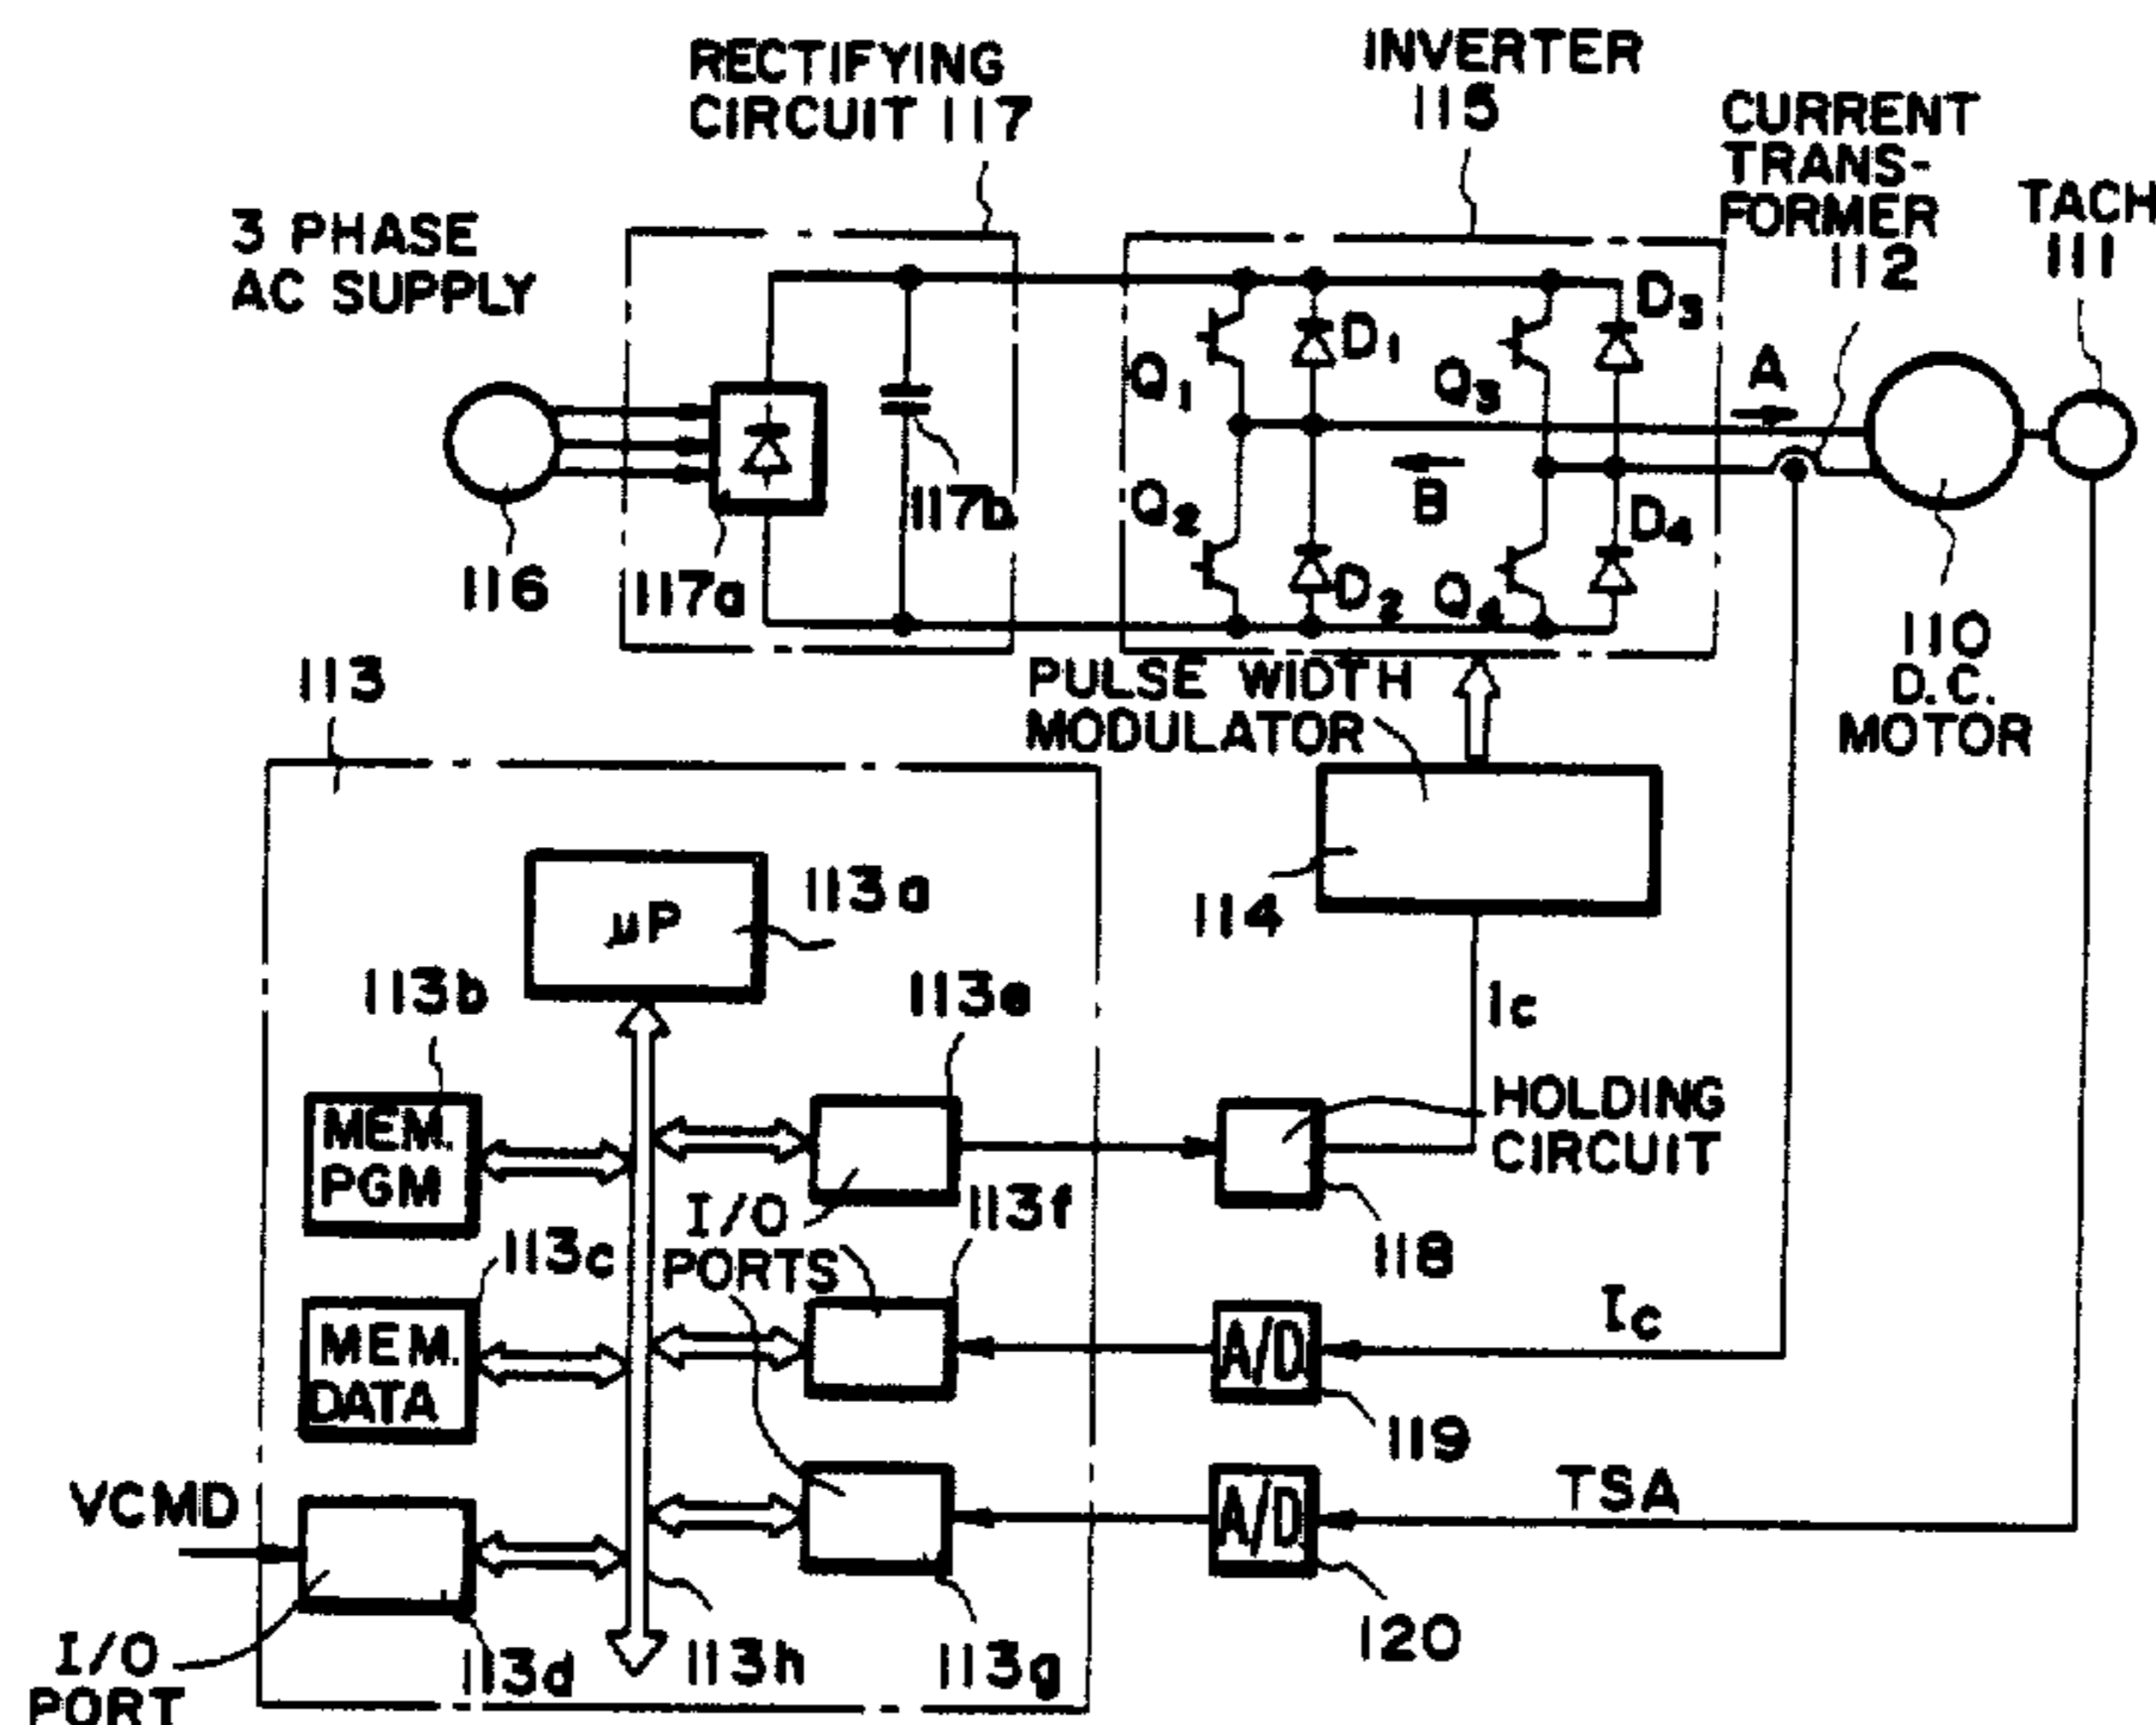 RECTIFYING
CIRCUIT 117
INVERTER
115
CURRENT
TRANS-
FORMER
112
TACH
111
3 PHASE
AC SUPPLY
D1
D3
Q1
Q3
A
117b
Q2
B
D4
116
117a
D2
Q4
110
D.C.
MOTOR
113
PULSE WIDTH
MODULATOR
µP
113a
114
113b
113e
Ic
MEM.
PGM
HOLDING
CIRCUIT
I/O
PORTS
113f
118
113c
MEM.
DATA
A/D
Ic
119
VCMD
A/D
TSA
120
I/O
PORT
113d
113h
113g